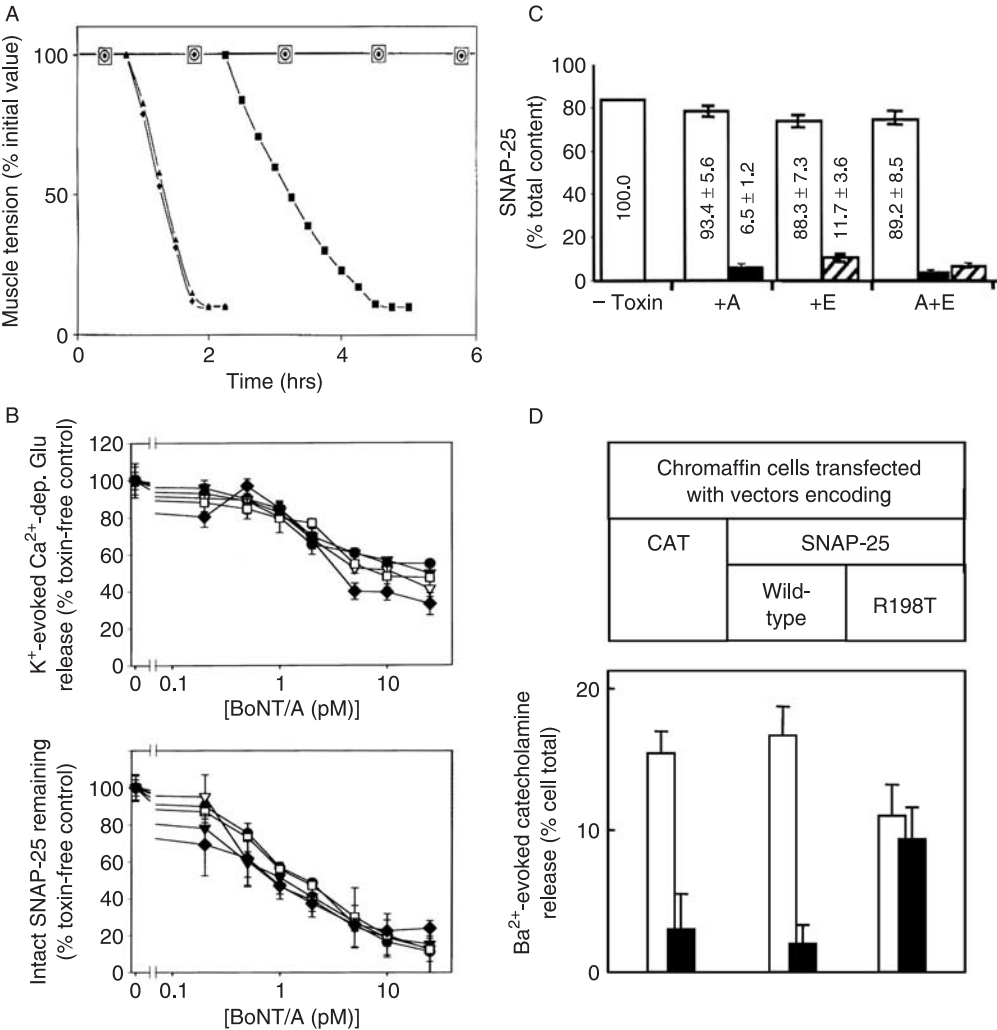 A
Muscle tension (% initial value)
100
50
0
0 2 4 6
Time (hrs)
B
K⁺-evoked Ca²⁺-dep. Glu
release (% toxin-free control)
120
100
80
60
40
20
0
0 0.1 1 10
[BoNT/A (pM)]
Intact SNAP-25 remaining
(% toxin-free control)
100
80
60
40
20
0
0 0.1 1 10
[BoNT/A (pM)]
C
SNAP-25
(% total content)
100
80
60
40
20
0
100.0
93.4 ± 5.6
6.5 ± 1.2
88.3 ± 7.3
11.7 ± 3.6
89.2 ± 8.5
– Toxin +A +E A+E
D
Chromaffin cells transfected
with vectors encoding
CAT
SNAP-25
Wild-
type
R198T
Ba²⁺-evoked catecholamine
release (% cell total)
20
10
0